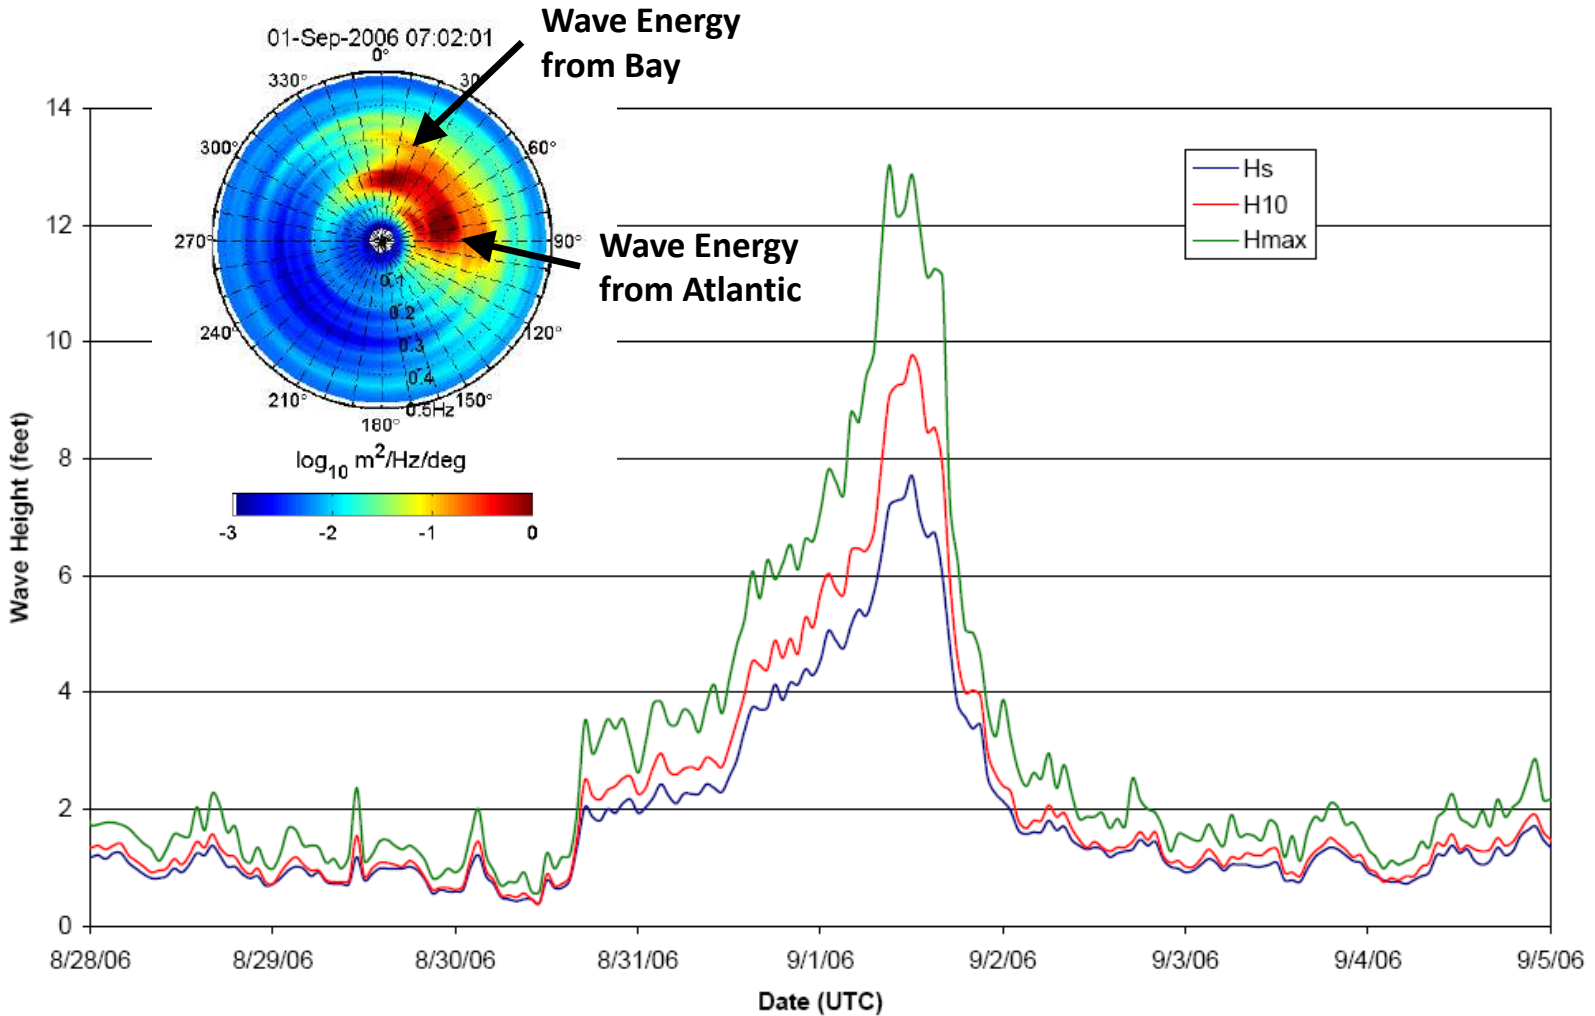 Wave Energy
from Bay
01-Sep-2006 07:02:01
0°
330°
30
300°
60°
270°
90°
240°
120°
210°
150°
180°
0.1
0.2
0.3
0.4
0.5Hz
Wave Energy
from Atlantic
log10 m2/Hz/deg
-3 -2 -1 0
Hs
H10
Hmax
Wave Height (feet)
14
12
10
8
6
4
2
0
8/28/06 8/29/06 8/30/06 8/31/06 9/1/06 9/2/06 9/3/06 9/4/06 9/5/06
Date (UTC)